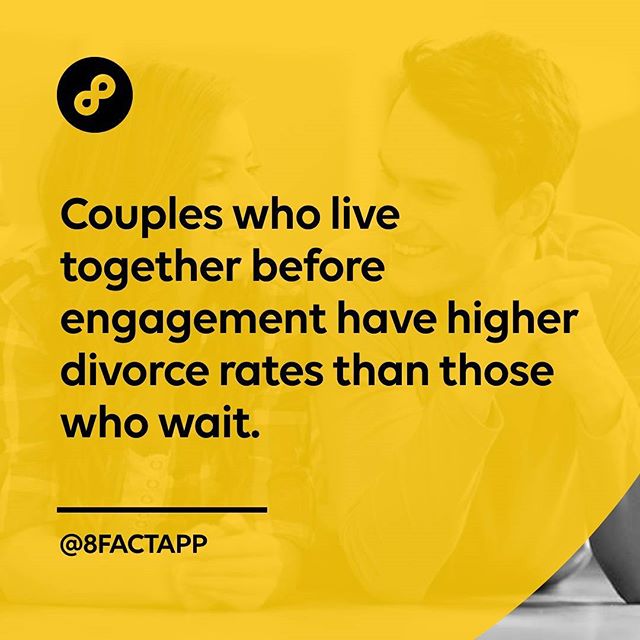 Couples who live
together before
engagement have higher
divorce rates than those
who wait.
@8FACTAPP